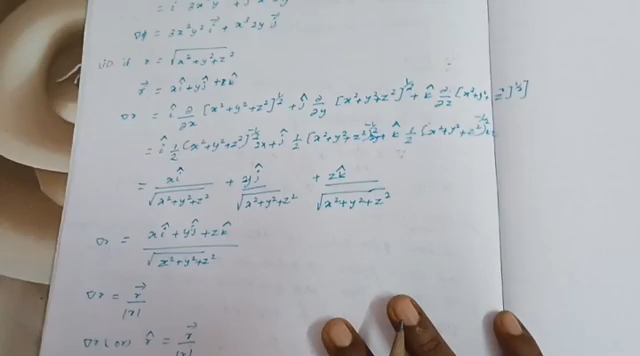 ∇φ = 3x²y² i⃗ + x³ 2y j⃗
(ii) if r = √(x²+y²+z²)
r⃗ = xî + yĵ + zk̂
∇r = î ∂/∂x [x²+y²+z²]^½ + ĵ ∂/∂y [x²+y²+z²]^½ + k̂ ∂/∂z [x²+y²+z²]^½
= î ½ (x²+y²+z²)^-½ 2x + ĵ ½ [x²+y²+z²]^-½ 2y + k̂ ½ [x²+y²+z²]^-½
= xî/√(x²+y²+z²) + yĵ/√(x²+y²+z²) + zk̂/√(x²+y²+z²)
∇r = (xî + yĵ + zk̂)/√(x²+y²+z²)
∇r = r⃗/|r|
∇r (or) r̂ = r⃗/|r|